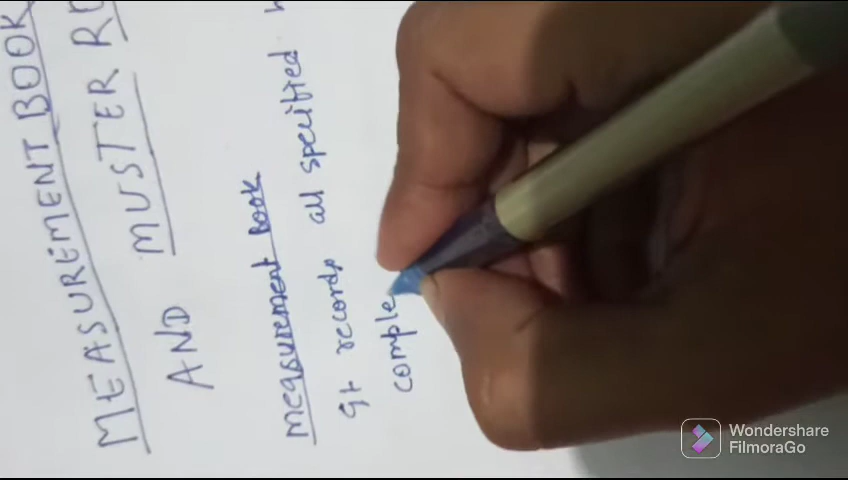 MEASUREMENT BOOK
AND MUSTER
measurement Book
It records all specified
comple
Wondershare
FilmoraGo